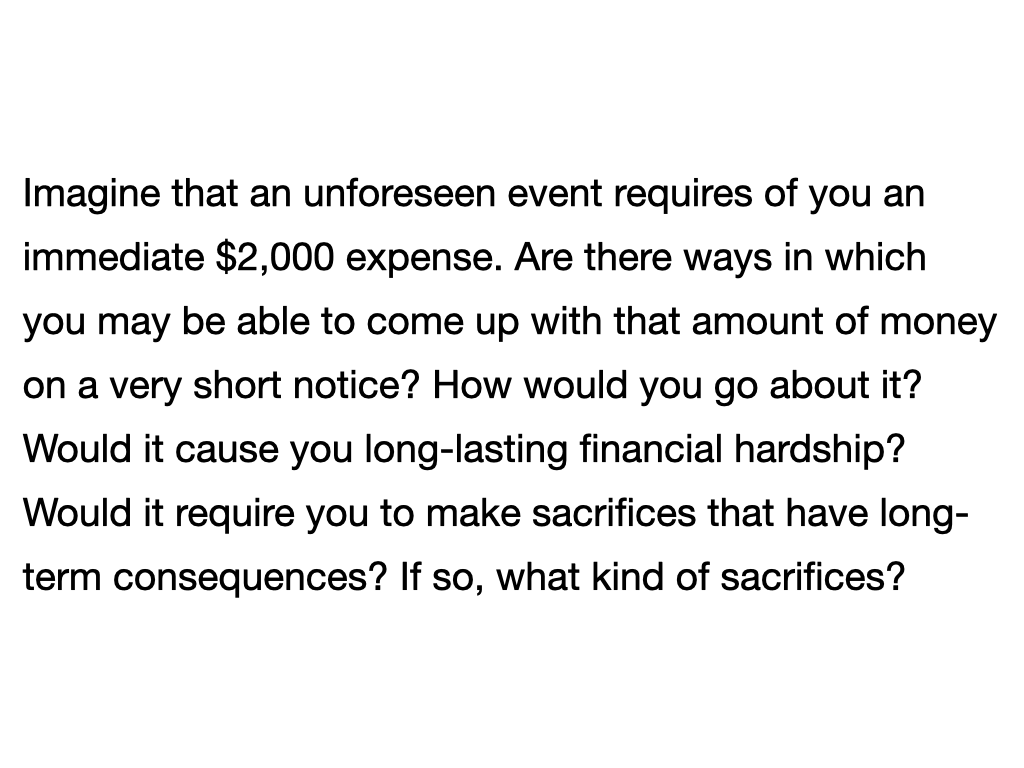 Imagine that an unforeseen event requires of you an
immediate $2,000 expense. Are there ways in which
you may be able to come up with that amount of money
on a very short notice? How would you go about it?
Would it cause you long-lasting financial hardship?
Would it require you to make sacrifices that have long-
term consequences? If so, what kind of sacrifices?